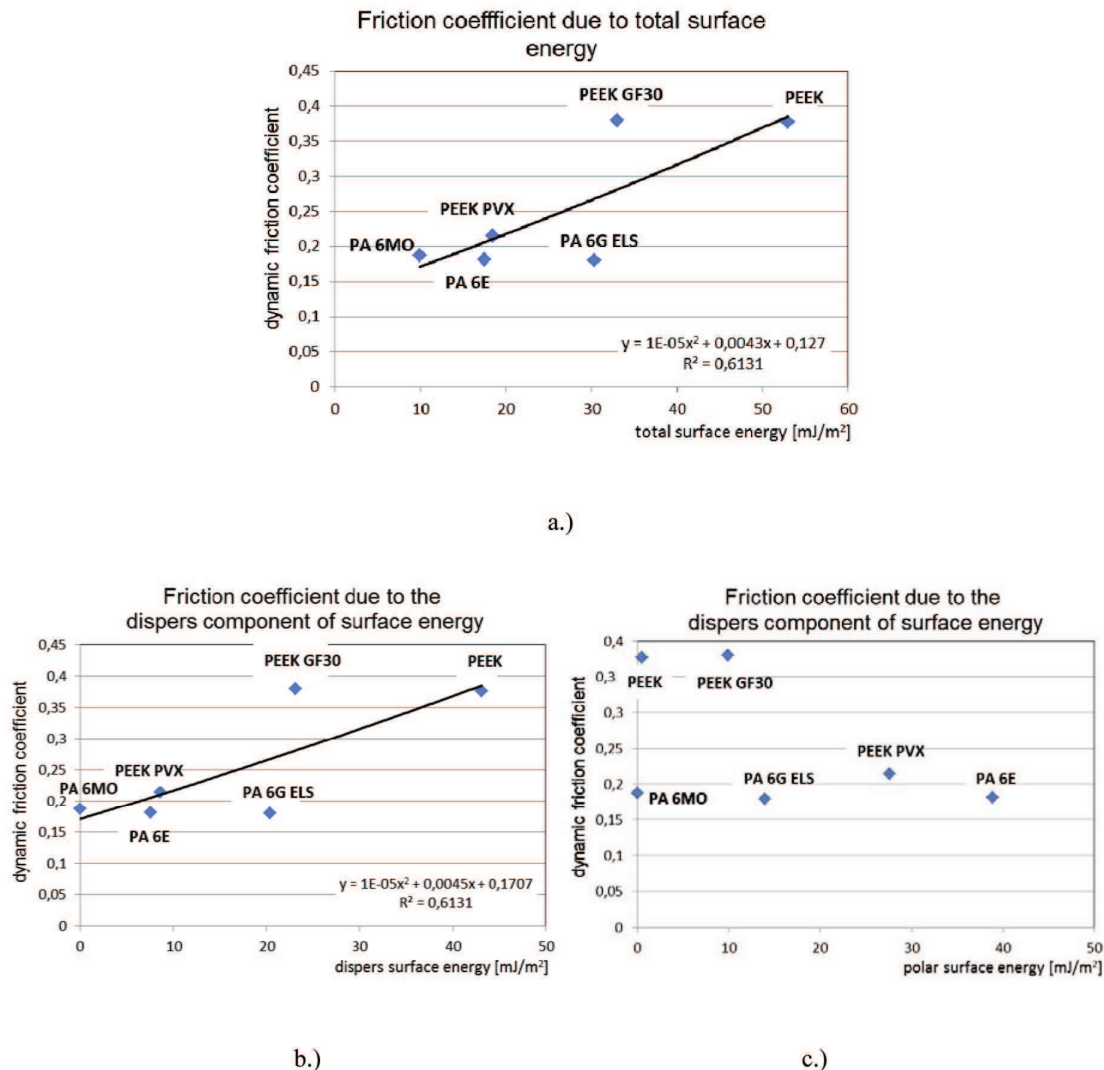 Friction coeffficient due to total surface
energy
dynamic friction coefficient
0,45
0,4
0,35
0,3
0,25
0,2
0,15
0,1
0,05
0
PEEK GF30
PEEK
PEEK PVX
PA 6MO
PA 6G ELS
PA 6E
y = 1E-05x² + 0,0043x + 0,127
R² = 0,6131
0 10 20 30 40 50 60
total surface energy [mJ/m²]
a.)
Friction coefficient due to the
dispers component of surface energy
dynamic friction coefficient
0,45
0,4
0,35
0,3
0,25
0,2
0,15
0,1
0,05
0
PEEK GF30
PEEK
PEEK PVX
PA 6MO
PA 6G ELS
PA 6E
y = 1E-05x² + 0,0045x + 0,1707
R² = 0,6131
0 10 20 30 40 50
dispers surface energy [mJ/m²]
b.)
Friction coefficient due to the
dispers component of surface energy
dynamic friction coefficient
0,4
0,3
0,3
0,25
0,2
0,15
0,1
0,05
0
PEEK
PEEK GF30
PEEK PVX
PA 6MO
PA 6G ELS
PA 6E
0 10 20 30 40 50
polar surface energy [mJ/m²]
c.)